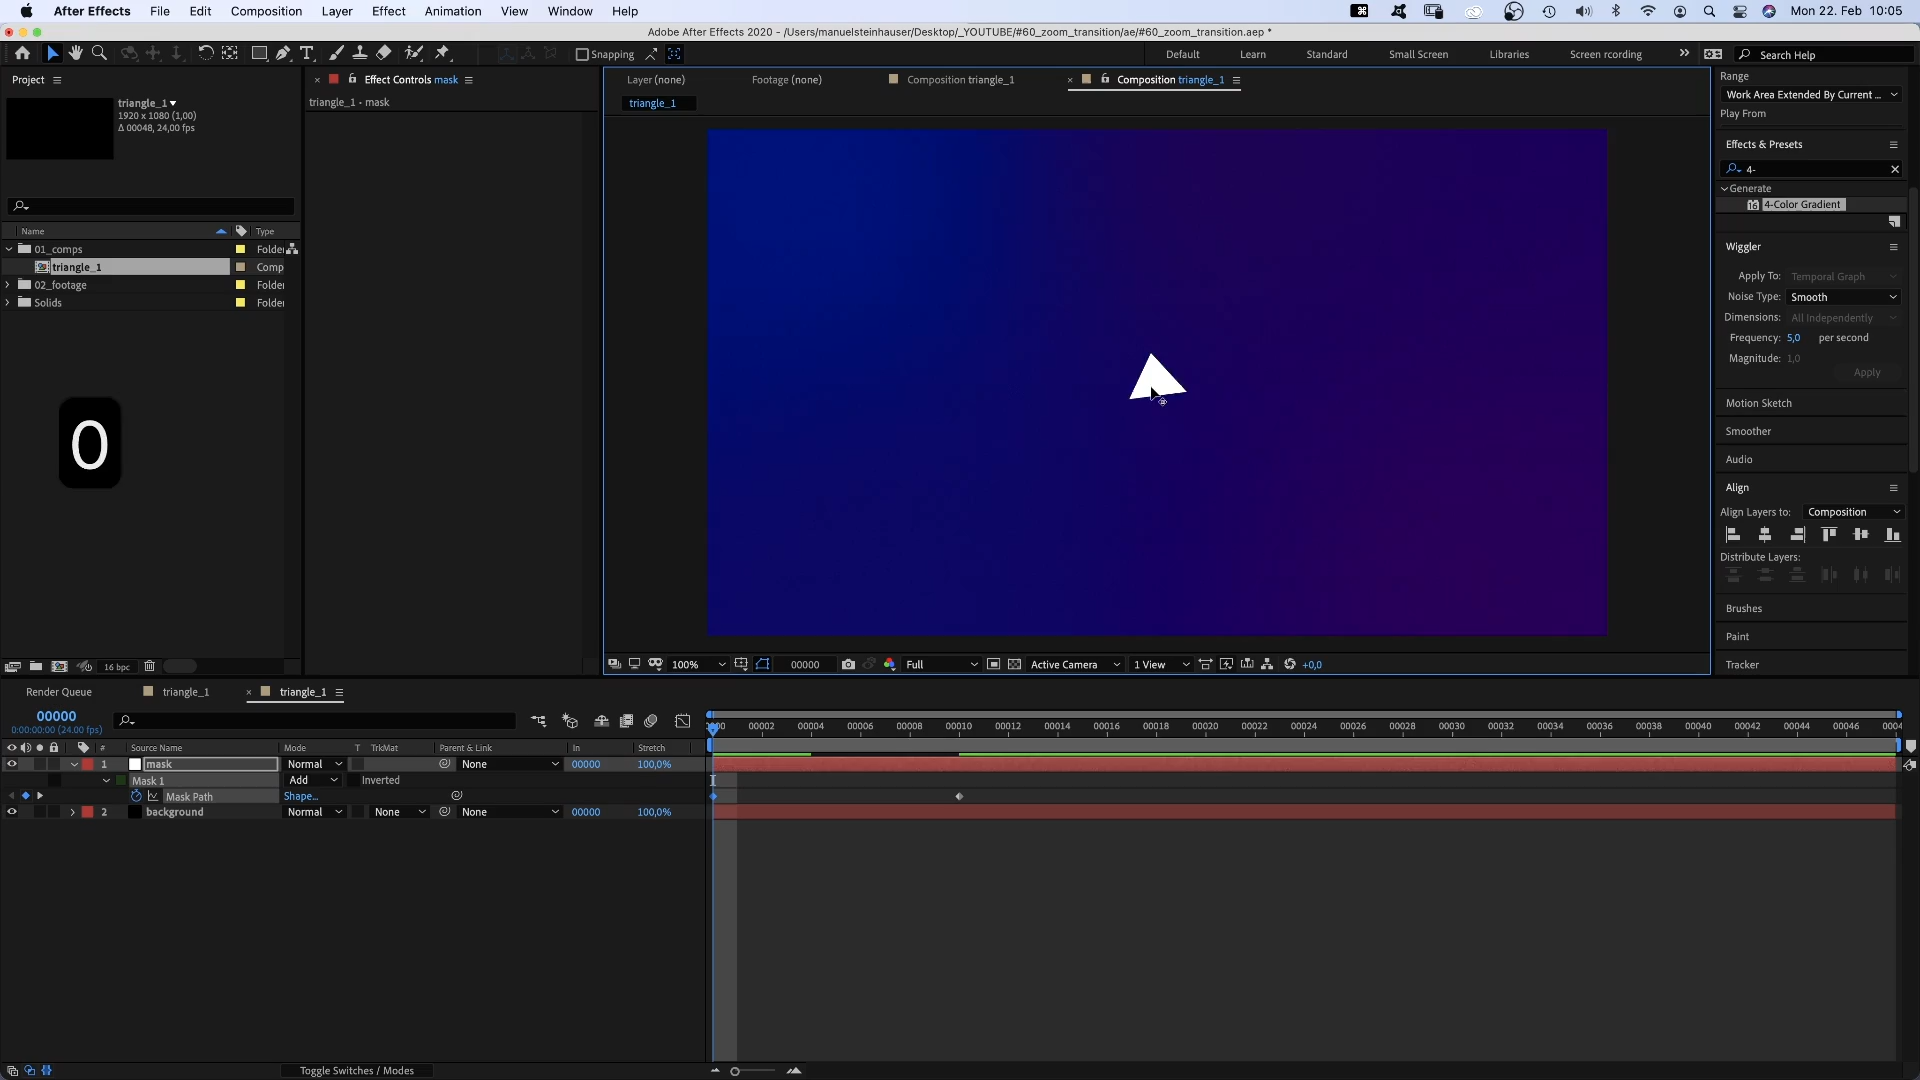 After Effects File Edit Composition Layer Effect Animation View Window Help Mon 22. Feb 10:05
Adobe After Effects 2020 - /Users/manuelsteinhauser/Desktop/_YOUTUBE/#60_zoom_transition/ae/#60_zoom_transition.aep *
Snapping Default Learn Standard Small Screen Libraries Screen rcording Search Help
Project Effect Controls mask Layer (none) Footage (none) Composition triangle_1 Composition triangle_1 Range
triangle_1 triangle_1 • mask triangle_1 Work Area Extended By Current ...
1920 x 1080 (1,00)
Δ 00048, 24,00 fps
Play From
Effects & Presets
4-
Generate
4-Color Gradient
Name Type
01_comps Folder
triangle_1 Comp
02_footage Folder
Solids Folder
Wiggler
Apply To: Temporal Graph
Noise Type: Smooth
Dimensions: All Independently
Frequency: 5,0 per second
Magnitude: 1,0
Apply
Motion Sketch
Smoother
Audio
Align
Align Layers to: Composition
Distribute Layers:
Brushes
Paint
Tracker
0
16 bpc 100% 00000 Full Active Camera 1 View +0,0
Render Queue triangle_1 triangle_1
00000
0:00:00:00 (24.00 fps)
00002 00004 00006 00008 00010 00012 00014 00016 00018 00020 00022 00024 00026 00028 00030 00032 00034 00036 00038 00040 00042 00044 00046
# Source Name Mode T TrkMat Parent & Link In Stretch
1 mask Normal None 00000 100,0%
Mask 1 Add Inverted
Mask Path Shape...
2 background Normal None None 00000 100,0%
Toggle Switches / Modes